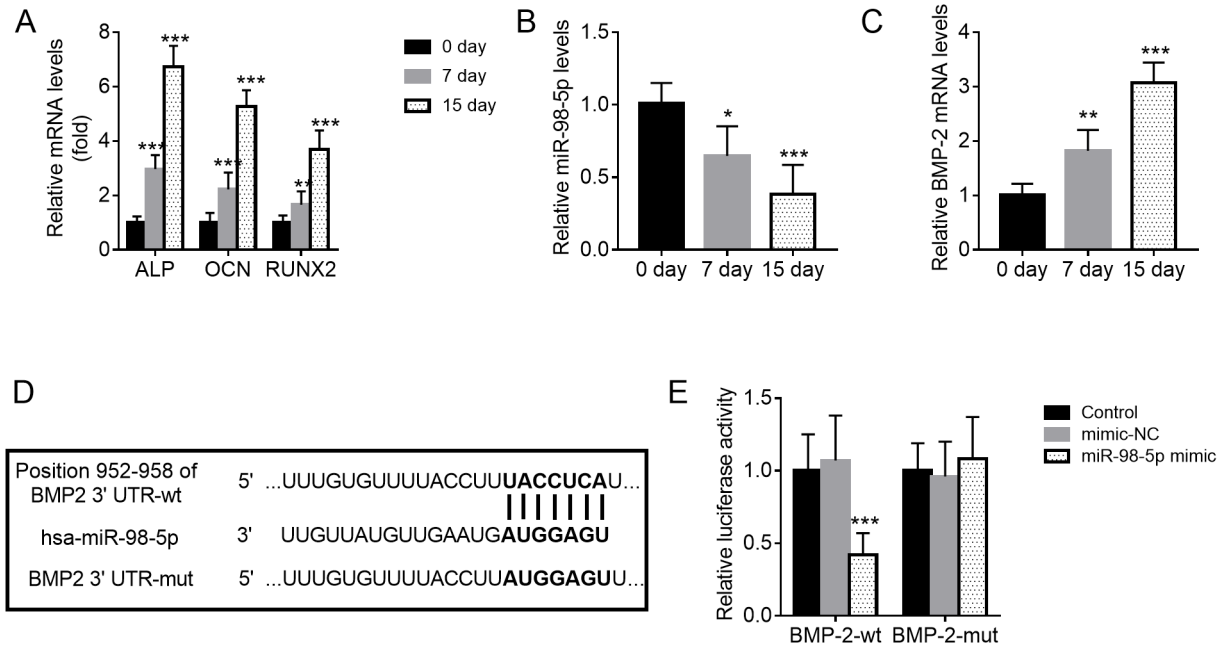 A
Relative mRNA levels
(fold)
8
6
4
2
0
***
***
***
***
**
***
ALP OCN RUNX2
0 day
7 day
15 day
B
Relative miR-98-5p levels
1.5
1.0
0.5
0.0
*
***
0 day 7 day 15 day
C
Relative BMP-2 mRNA levels
4
3
2
1
0
**
***
0 day 7 day 15 day
D
Position 952-958 of
BMP2 3' UTR-wt
5' ...UUUGUGUUUUACCUUUACCUCAU...
hsa-miR-98-5p 3' UUGUUAUGUUGAAUGAUGGAGU
BMP2 3' UTR-mut 5' ...UUUGUGUUUUACCUUAUGGAGUU...
E
Relative luciferase activity
1.5
1.0
0.5
0.0
***
BMP-2-wt BMP-2-mut
Control
mimic-NC
miR-98-5p mimic